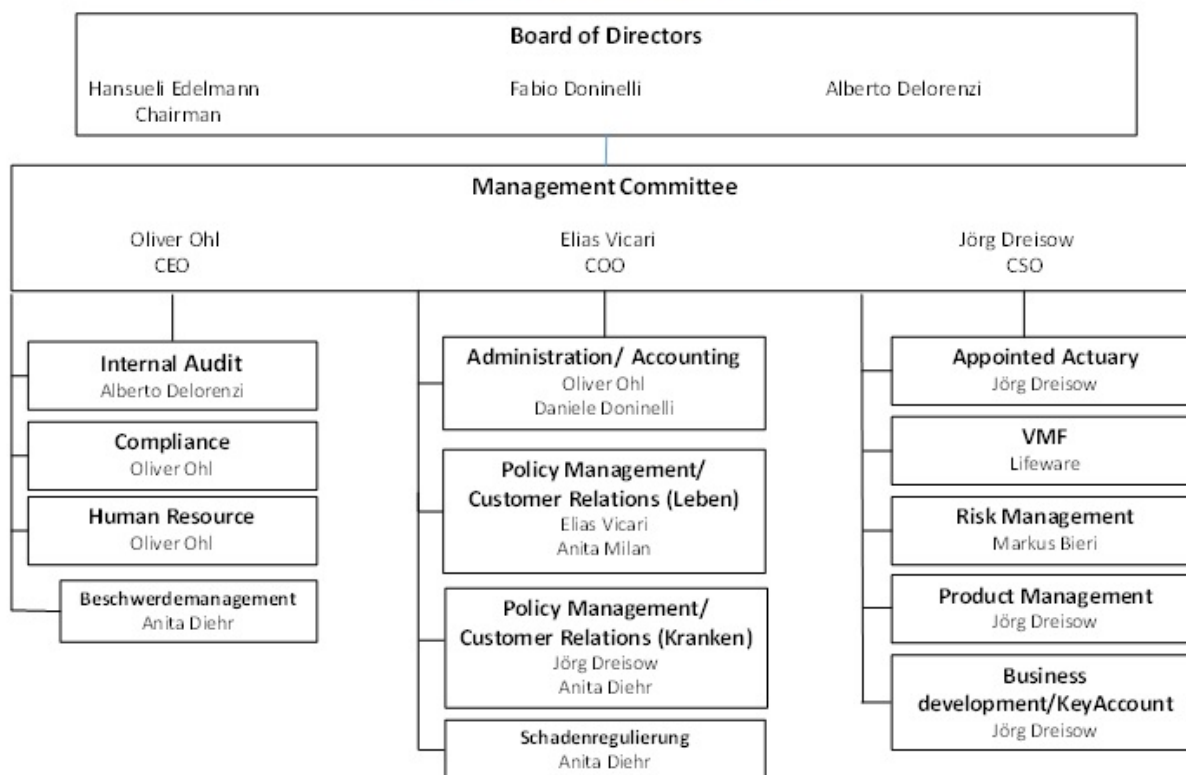 Board of Directors
Hansueli Edelmann
Chairman
Fabio Doninelli
Alberto Delorenzi
Management Committee
Oliver Ohl
CEO
Elias Vicari
COO
Jörg Dreisow
CSO
Internal Audit
Alberto Delorenzi
Compliance
Oliver Ohl
Human Resource
Oliver Ohl
Beschwerdemanagement
Anita Diehr
Administration/ Accounting
Oliver Ohl
Daniele Doninelli
Policy Management/
Customer Relations (Leben)
Elias Vicari
Anita Milan
Policy Management/
Customer Relations (Kranken)
Jörg Dreisow
Anita Diehr
Schadenregulierung
Anita Diehr
Appointed Actuary
Jörg Dreisow
VMF
Lifeware
Risk Management
Markus Bieri
Product Management
Jörg Dreisow
Business
development/KeyAccount
Jörg Dreisow